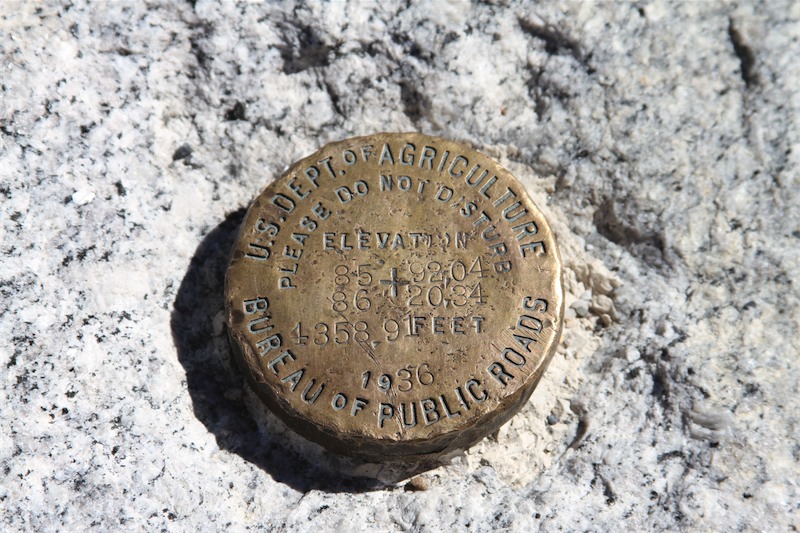 U.S. DEPT. OF AGRICULTURE
PLEASE DO NOT DISTURB
ELEVATION
85 + 92.04
86 + 20.34
4358.91 FEET
1936
BUREAU OF PUBLIC ROADS